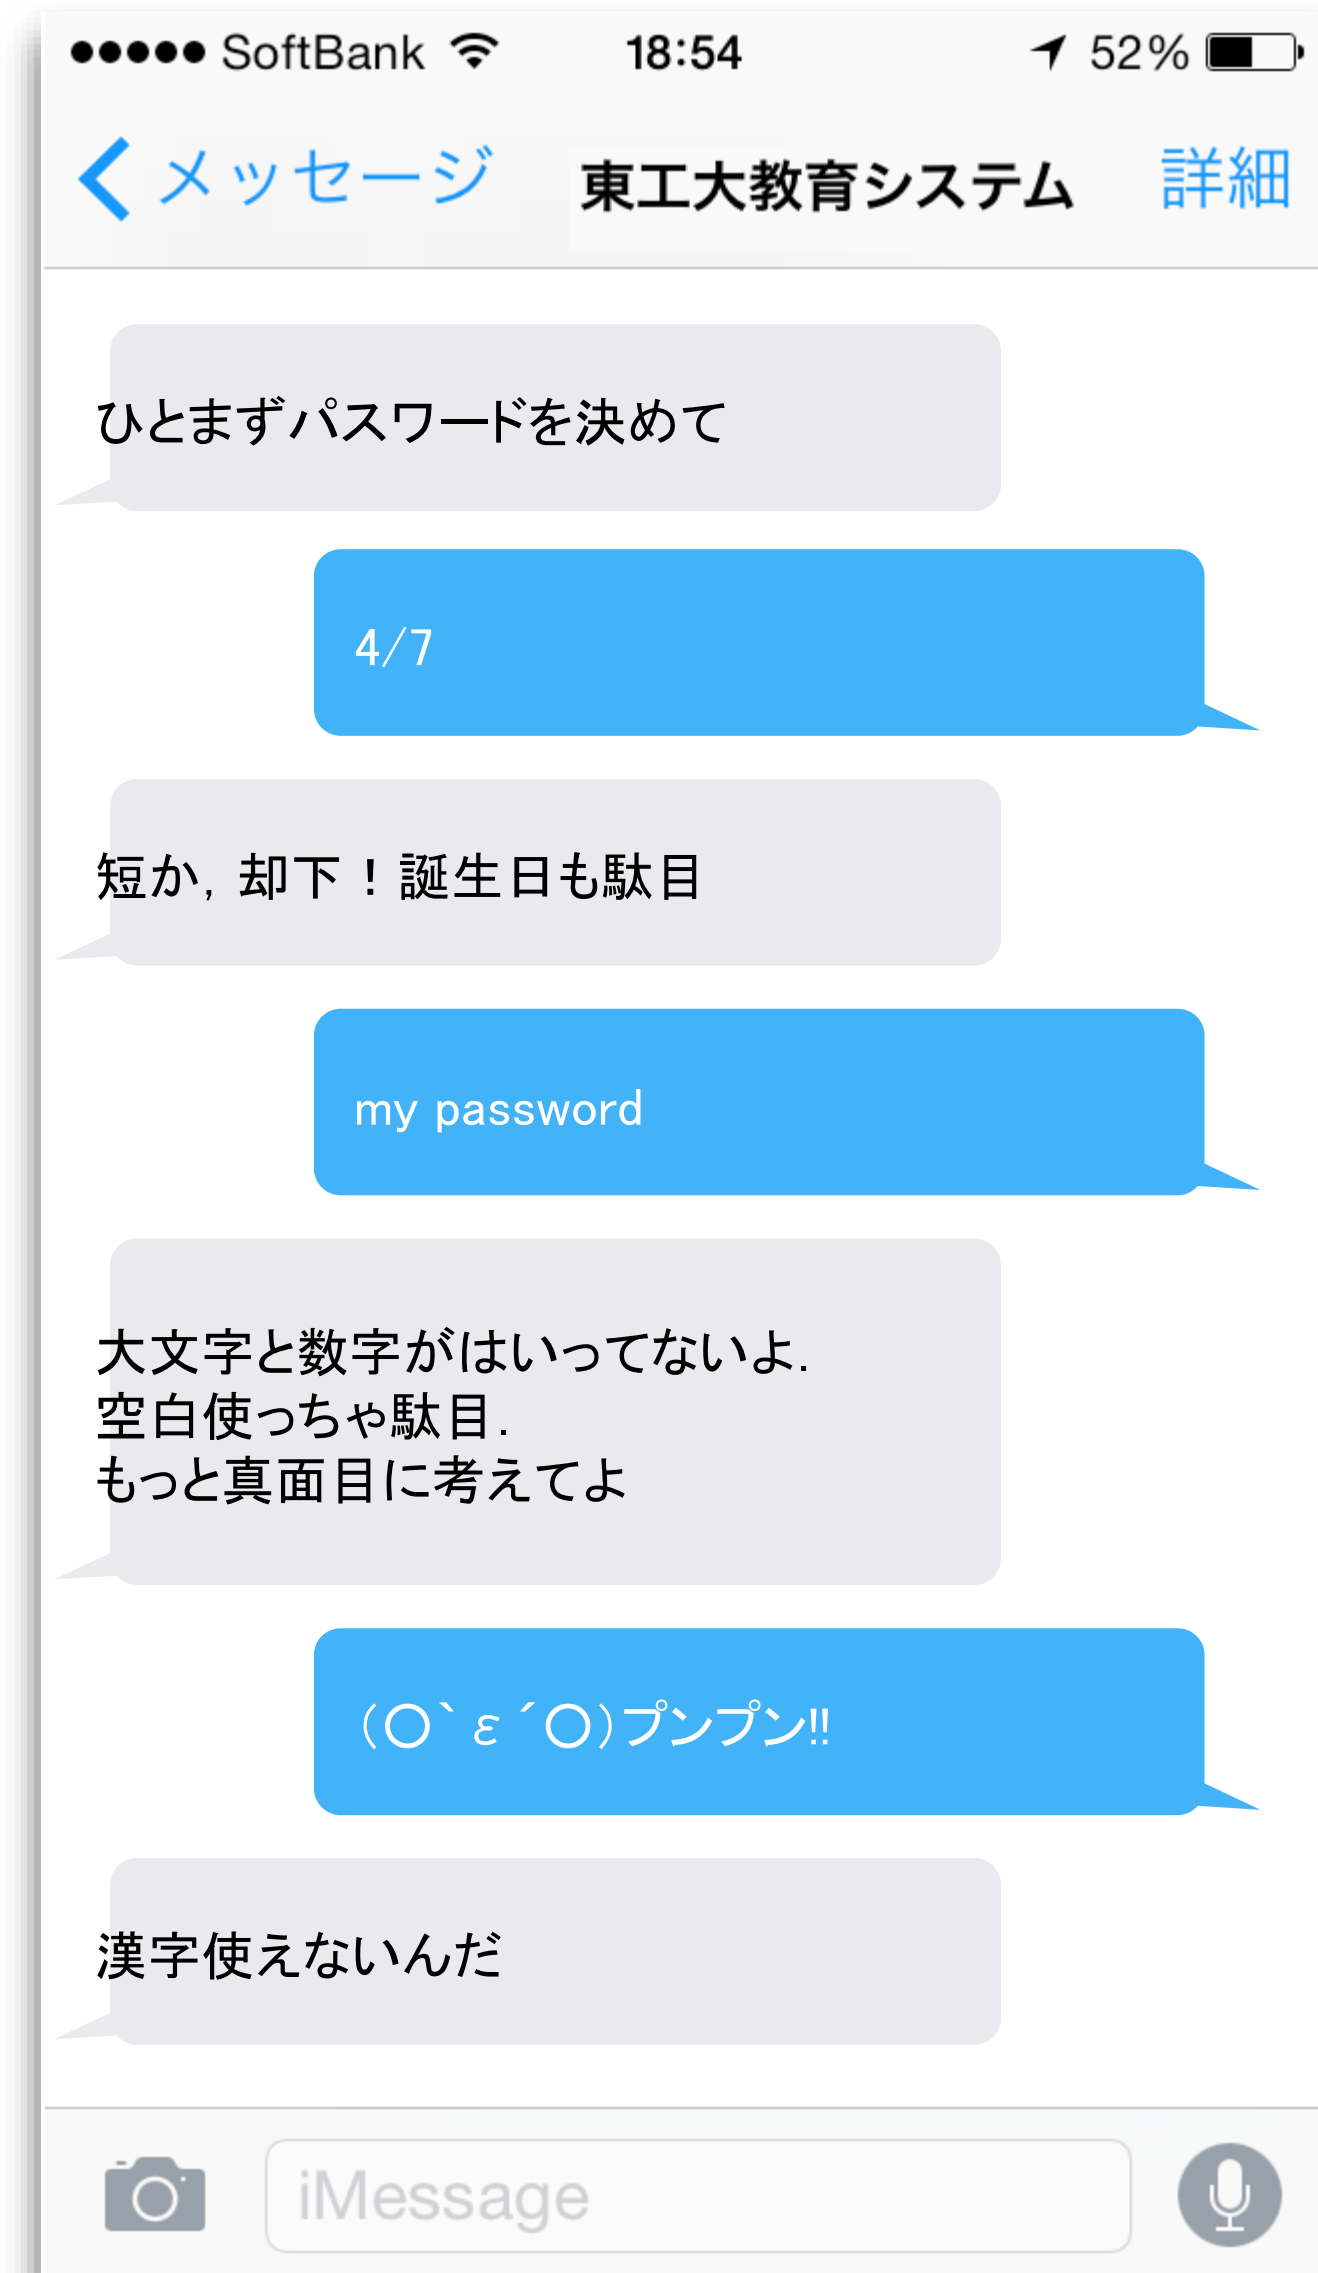 ●●●●● SoftBank 18:54 52%
メッセージ 東工大教育システム 詳細
ひとまずパスワードを決めて
4/7
短か，却下！誕生日も駄目
my password
大文字と数字がはいってないよ．
空白使っちゃ駄目．
もっと真面目に考えてよ
（○｀ε´○）プンプン!!
漢字使えないんだ
iMessage